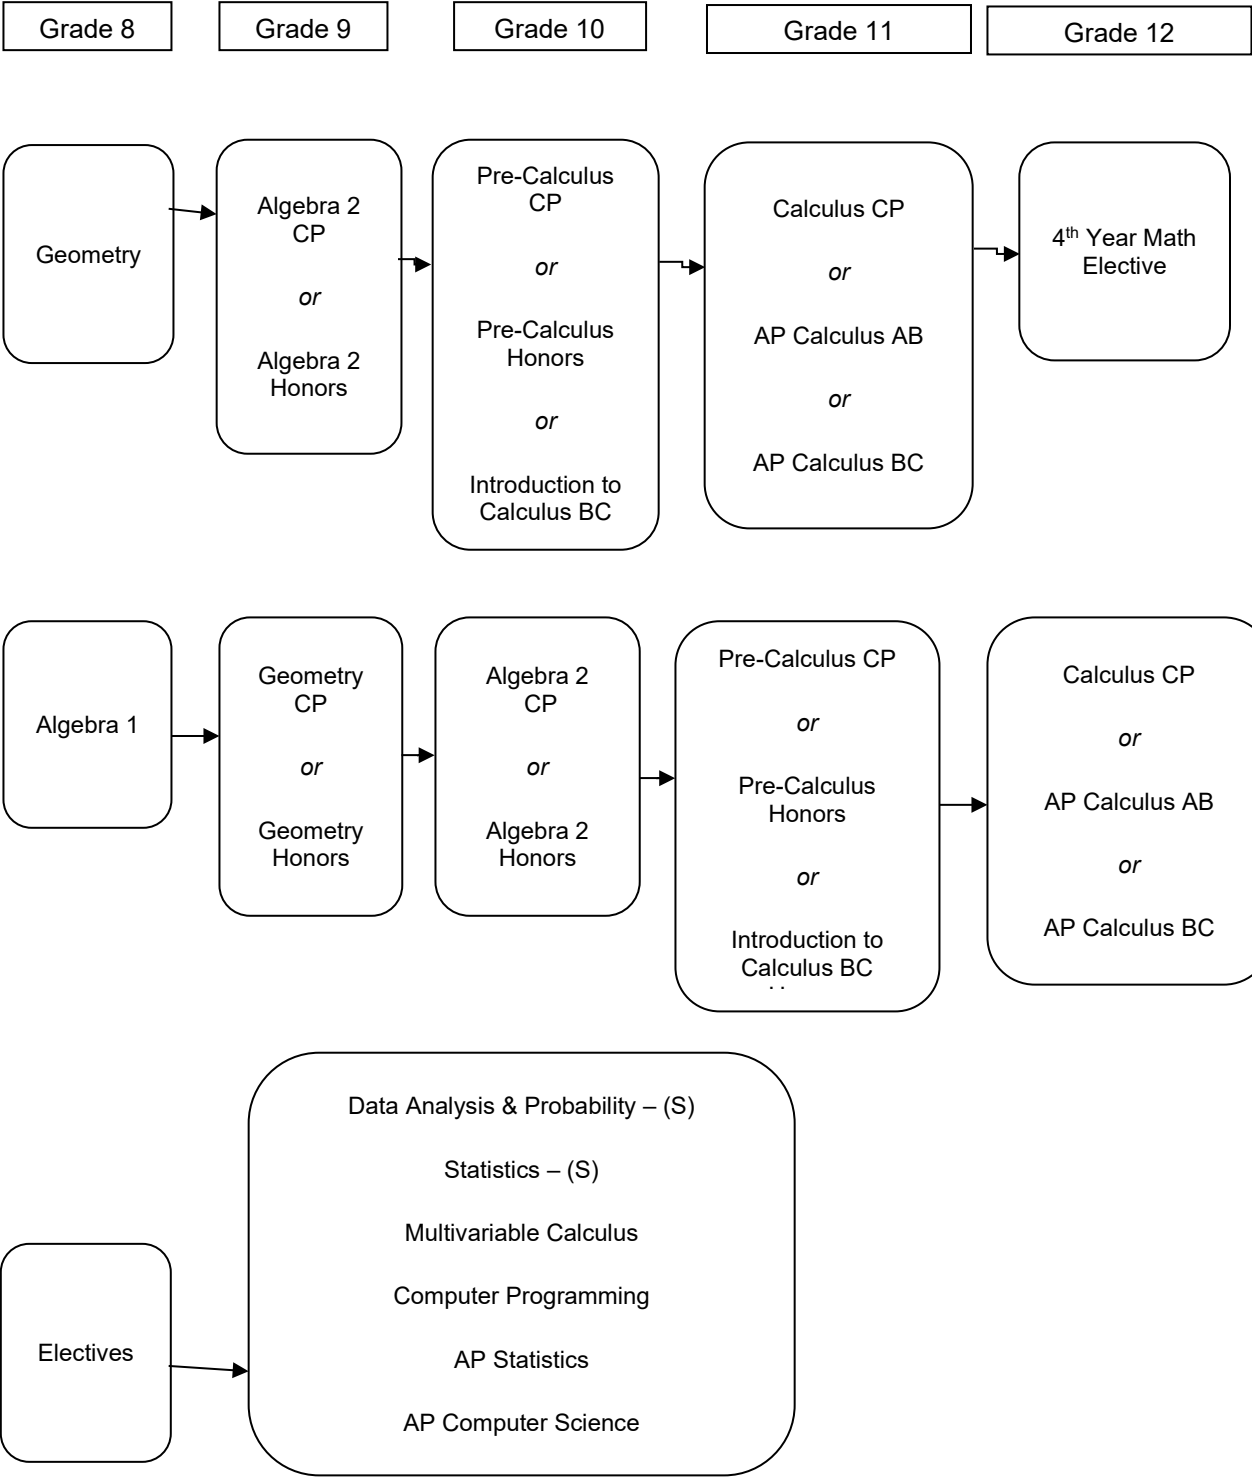 Grade 8
Grade 9
Grade 10
Grade 11
Grade 12
Geometry
Algebra 2
CP
or
Algebra 2
Honors
Pre-Calculus
CP
or
Pre-Calculus
Honors
or
Introduction to
Calculus BC
Calculus CP
or
AP Calculus AB
or
AP Calculus BC
4th Year Math
Elective
Algebra 1
Geometry
CP
or
Geometry
Honors
Algebra 2
CP
or
Algebra 2
Honors
Pre-Calculus CP
or
Pre-Calculus
Honors
or
Introduction to
Calculus BC
Calculus CP
or
AP Calculus AB
or
AP Calculus BC
Electives
Data Analysis & Probability – (S)
Statistics – (S)
Multivariable Calculus
Computer Programming
AP Statistics
AP Computer Science